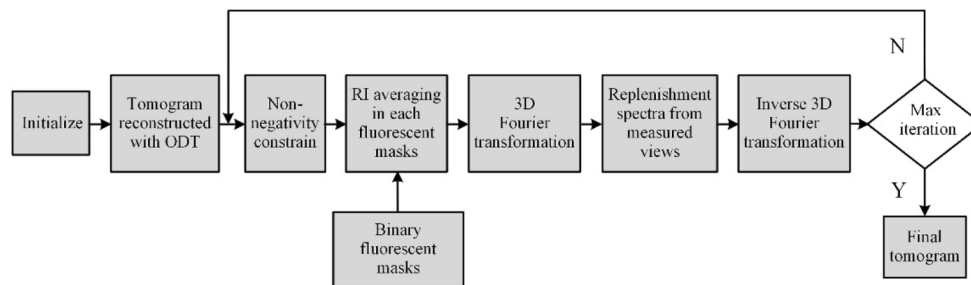 Initialize
Tomogram
reconstructed
with ODT
Non-
negativity
constrain
RI averaging
in each
fluorescent
masks
Binary
fluorescent
masks
3D
Fourier
transformation
Replenishment
spectra from
measured
views
Inverse 3D
Fourier
transformation
N
Max
iteration
Y
Final
tomogram